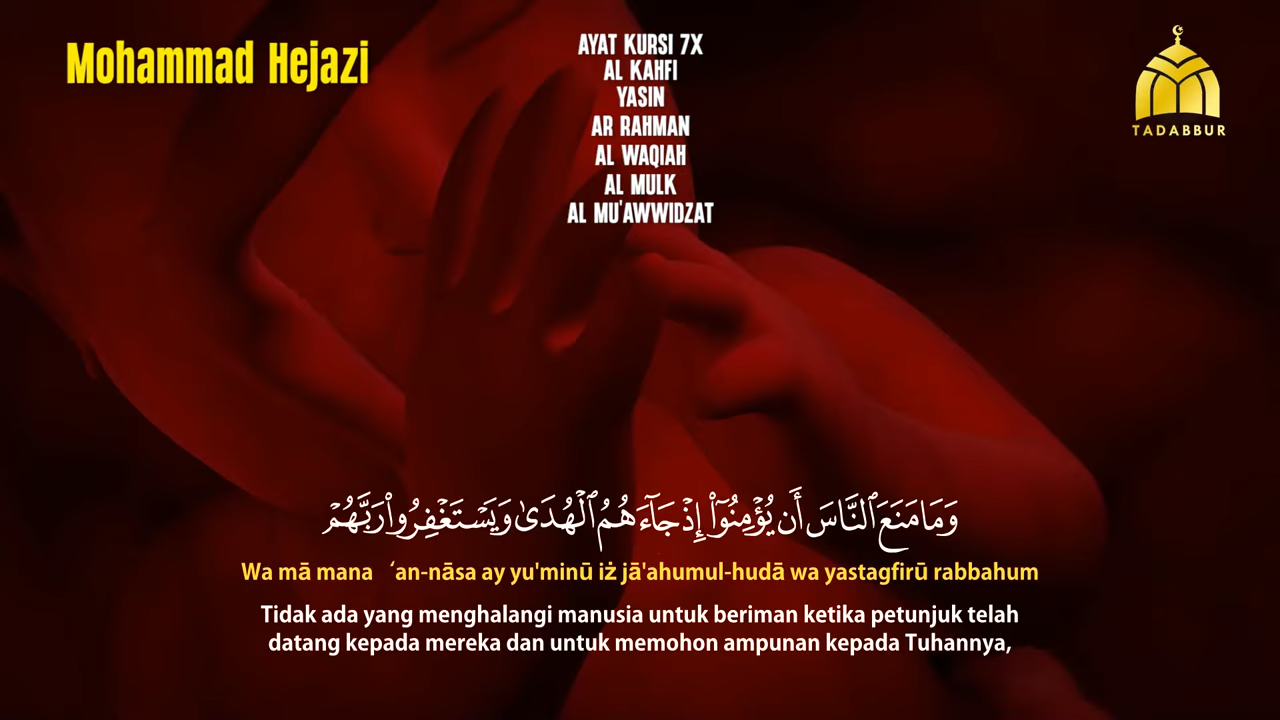 Mohammad Hejazi
AYAT KURSI 7X
AL KAHFI
YASIN
AR RAHMAN
AL WAQIAH
AL MULK
AL MU'AWWIDZAT
TADABBUR
وَمَا مَنَعَ ٱلنَّاسَ أَن يُؤْمِنُوٓا۟ إِذْ جَآءَهُمُ ٱلْهُدَىٰ وَيَسْتَغْفِرُوا۟ رَبَّهُمْ
Wa mā mana ‘an-nāsa ay yu'minū iż jā'ahumul-hudā wa yastagfirū rabbahum
Tidak ada yang menghalangi manusia untuk beriman ketika petunjuk telah
datang kepada mereka dan untuk memohon ampunan kepada Tuhannya,